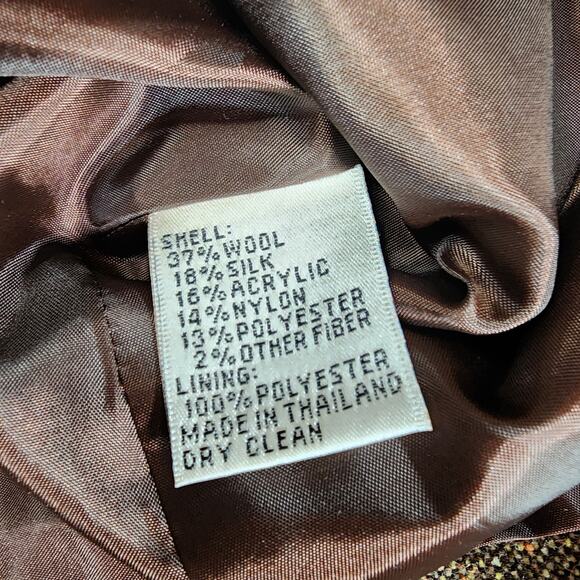 SHELL:
37% WOOL
18% SILK
16% ACRYLIC
14% NYLON
13% POLYESTER
2% OTHER FIBER
LINING:
100% POLYESTER
MADE IN THAILAND
DRY CLEAN